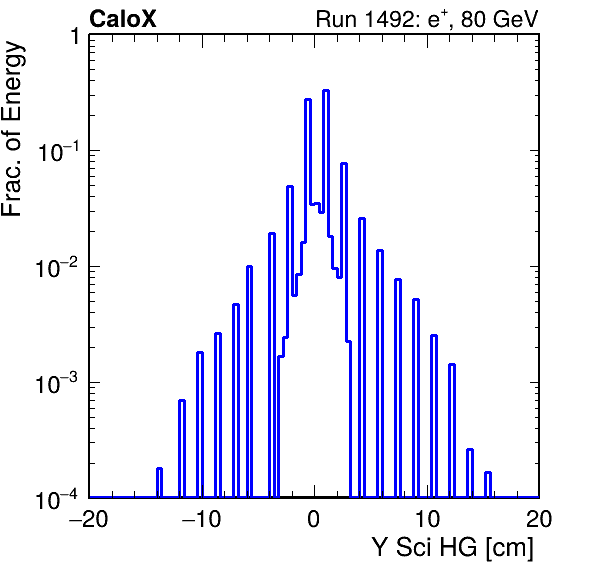 CaloX Run 1492: e⁺, 80 GeV
Frac. of Energy
1
10⁻¹
10⁻²
10⁻³
10⁻⁴
−20 −10 0 10 20
Y Sci HG [cm]